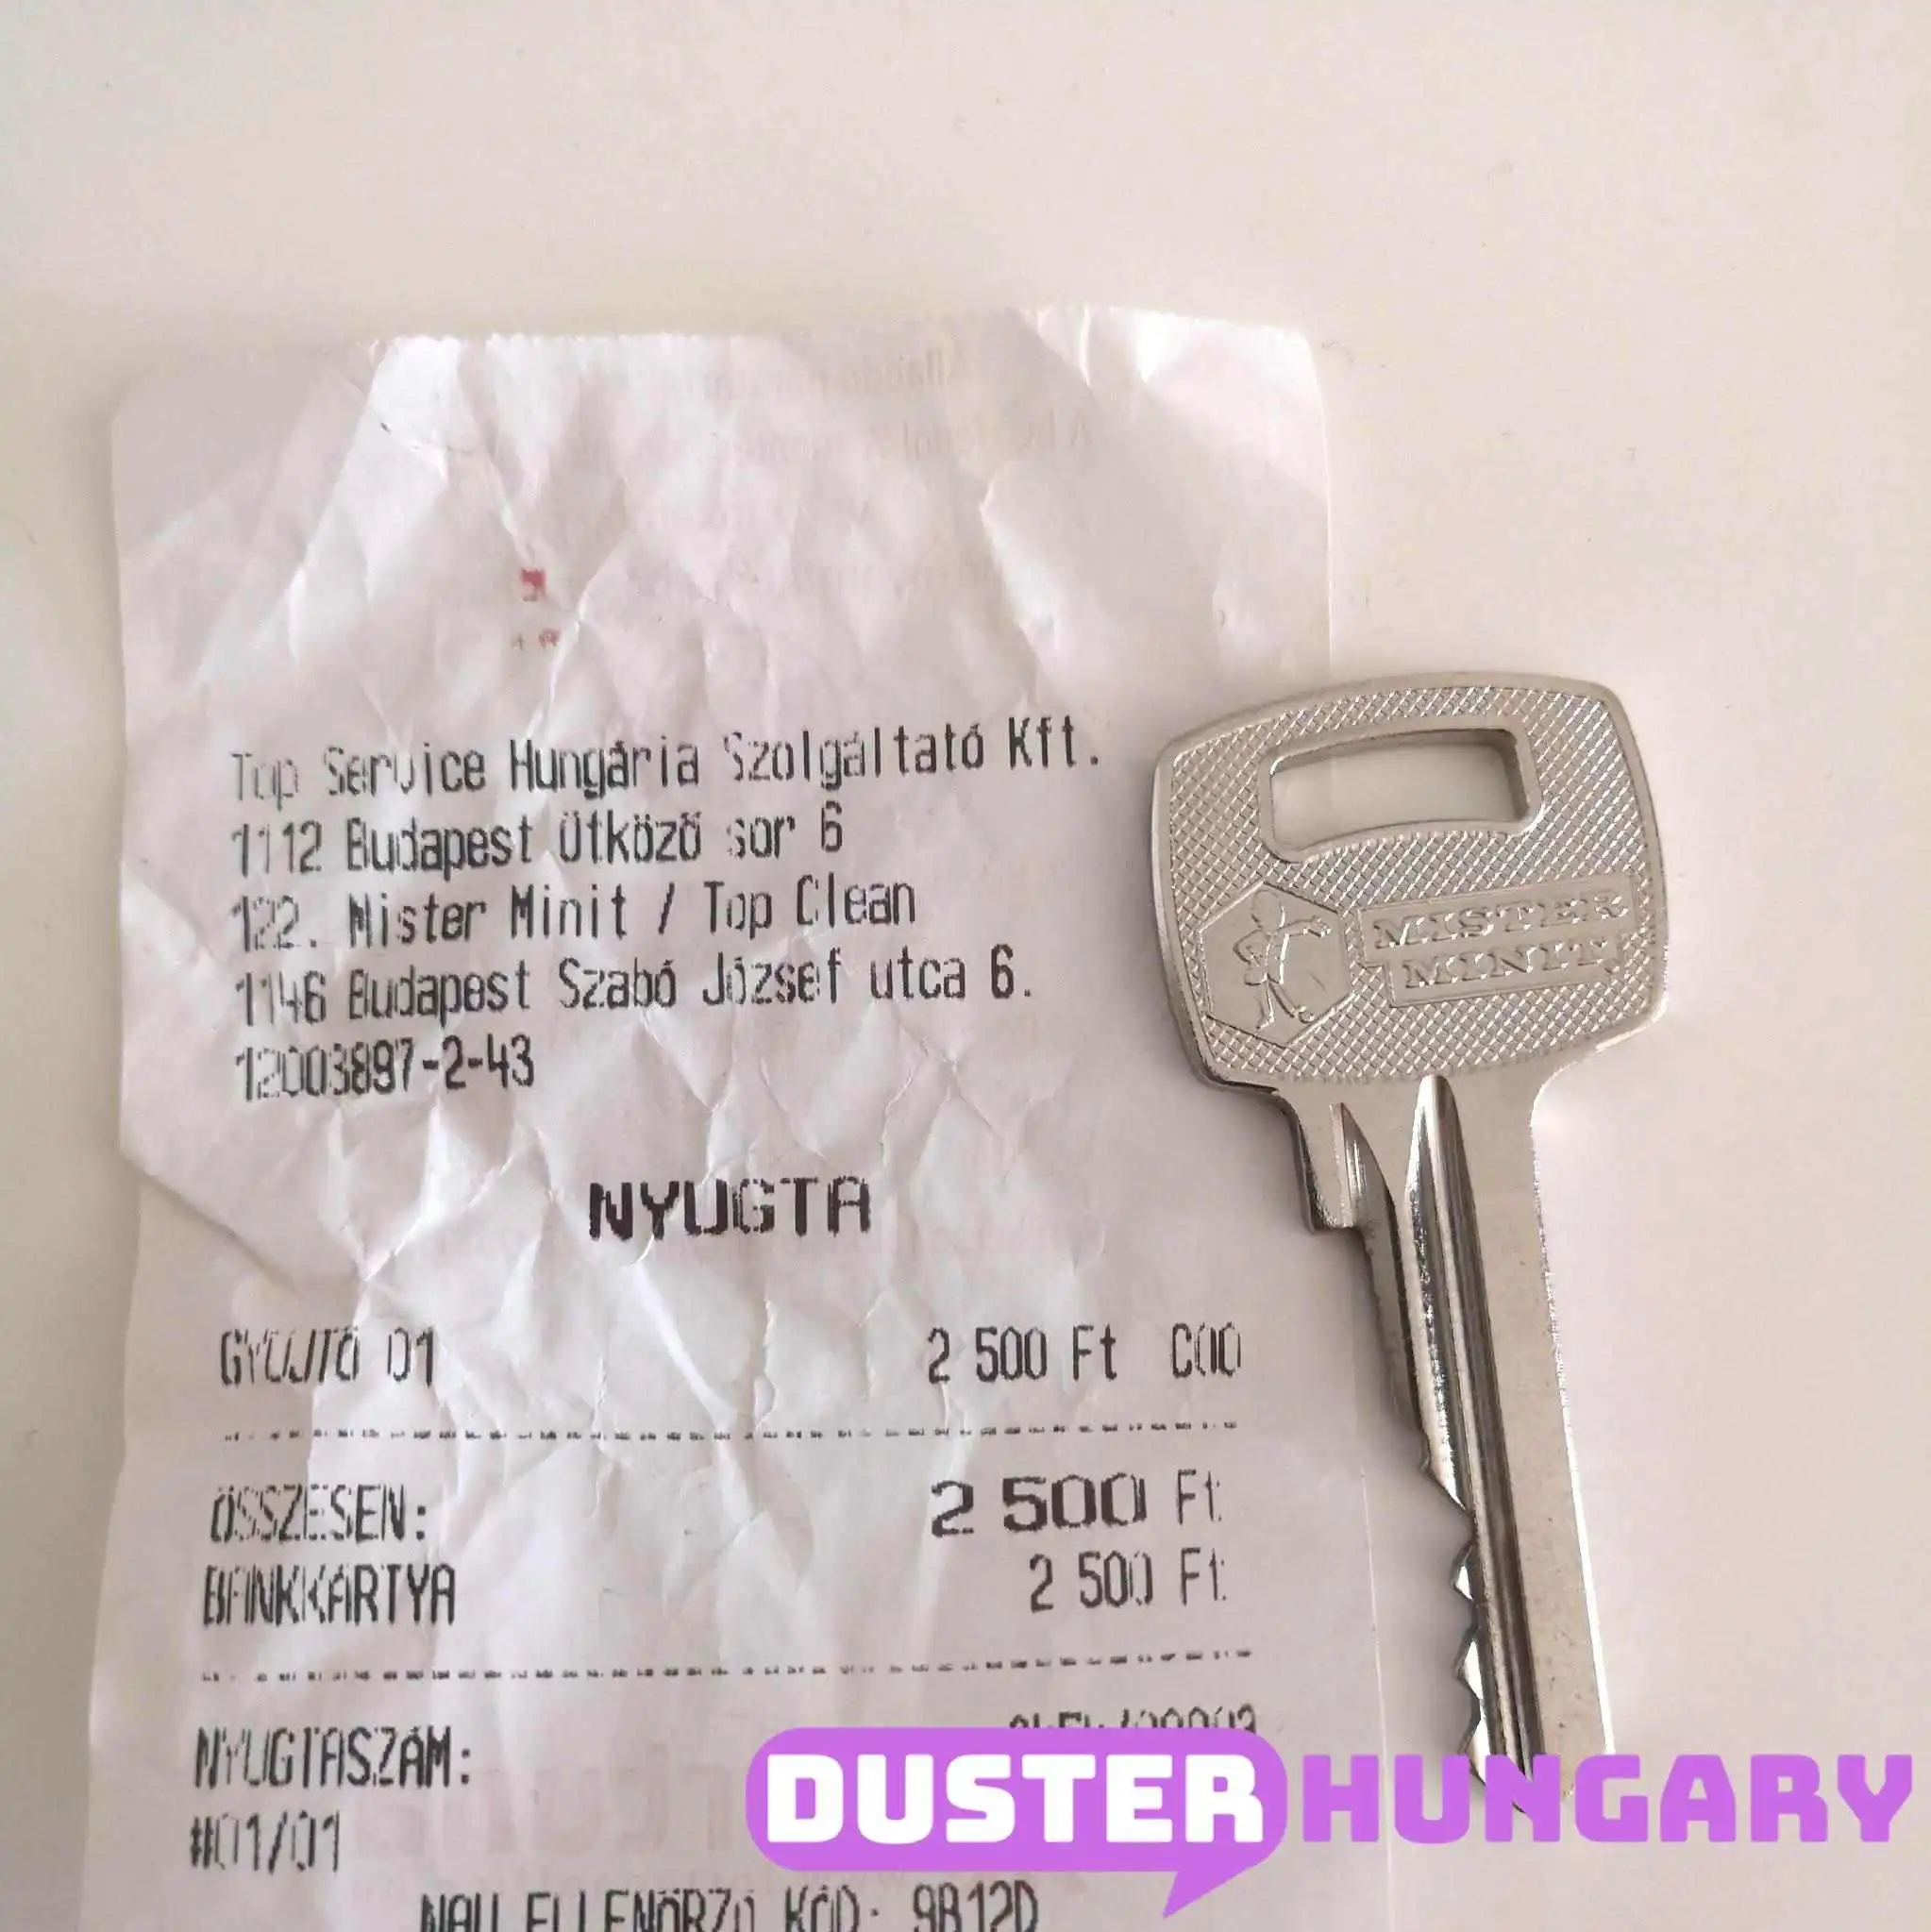 Top Service Hungária Szolgáltató Kft.
1112 Budapest Ütköző sor 6
122. Mister Minit / Top Clean
1146 Budapest Szabó József utca 6.
12003897-2-43
NYUGTA
GYŰJTŐ 01 2 500 Ft C00
ÖSSZESEN: 2 500 Ft
BANKKÁRTYA 2 500 Ft
NYUGTASZÁM:
#01/01
NAV ELLENŐRZŐ KÓD: 9B12D
MISTER
MINIT
DUSTER HUNGARY